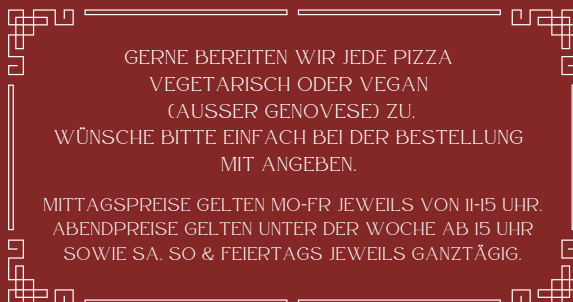 GERNE BEREITEN WIR JEDE PIZZA
VEGETARISCH ODER VEGAN
(AUSSER GENOVESE) ZU.
WÜNSCHE BITTE EINFACH BEI DER BESTELLUNG
MIT ANGEBEN.
MITTAGSPREISE GELTEN MO-FR JEWEILS VON 11-15 UHR.
ABENDPREISE GELTEN UNTER DER WOCHE AB 15 UHR
SOWIE SA, SO & FEIERTAGS JEWEILS GANZTÄGIG.